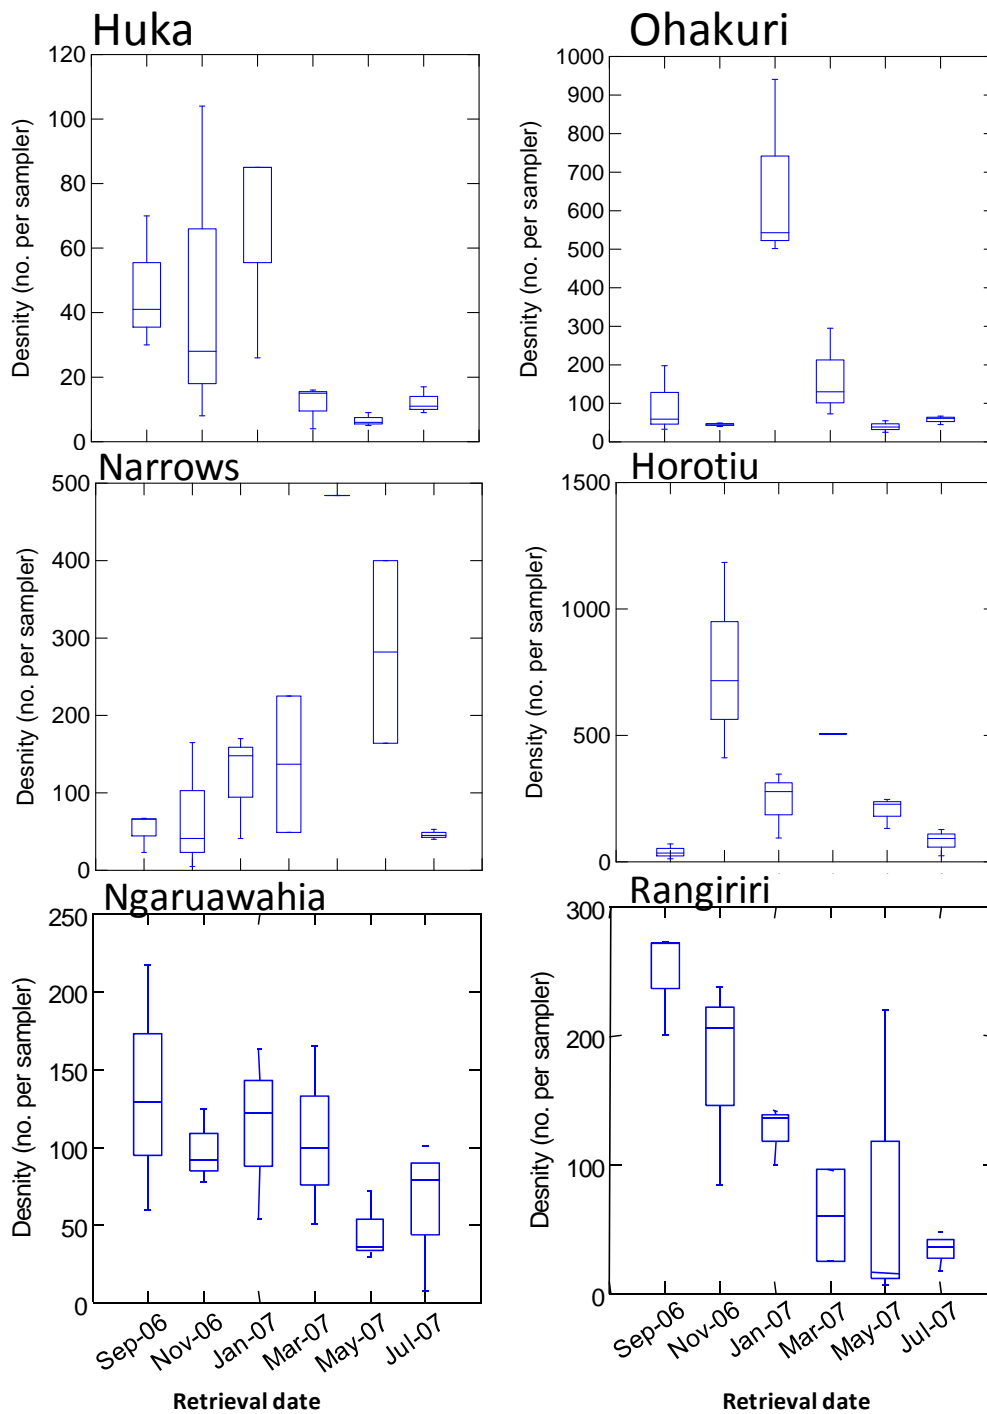 Huka
Ohakuri
120
100
80
60
40
20
0
Desnity (no. per sampler)
1000
900
800
700
600
500
400
300
200
100
0
Desnity (no. per sampler)
Narrows
Horotiu
500
400
300
200
100
0
Desnity (no. per sampler)
1500
1000
500
0
Density (no. per sampler)
Ngaruawahia
Rangiriri
250
200
150
100
50
0
Desnity (no. per sampler)
300
200
100
0
Desnity (no. per sampler)
Sep-06 Nov-06 Jan-07 Mar-07 May-07 Jul-07
Sep-06 Nov-06 Jan-07 Mar-07 May-07 Jul-07
Retrieval date
Retrieval date